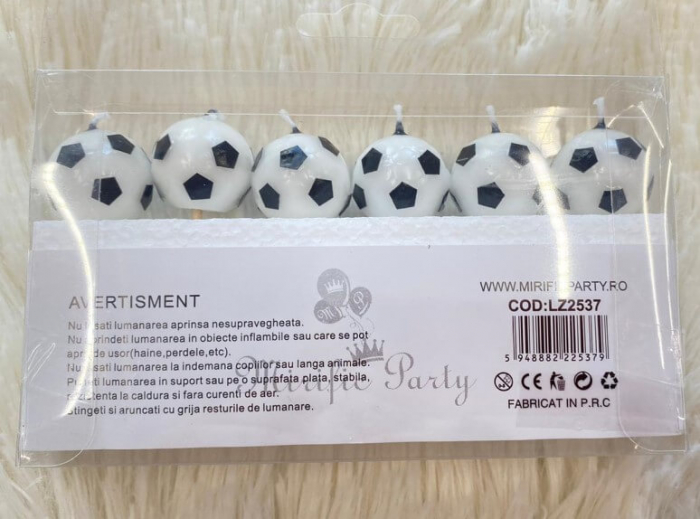 AVERTISMENT
Nu lasati lumanarea aprinsa nesupravegheata.
Nu aprindeti lumanarea in obiecte inflambile sau care se pot
aprinde usor(haine,perdele,etc).
Nu lasati lumanarea la indemana copiilor sau langa animale.
Puneti lumanarea in suport sau pe o suprafata plata, stabila,
rezistenta la caldura si fara curenti de aer.
Stingeti si aruncati cu grija resturile de lumanare.
M P
Mirific Party
WWW.MIRIFICPARTY.RO
COD:LZ2537
5 948882 225379
CE
FABRICAT IN P.R.C